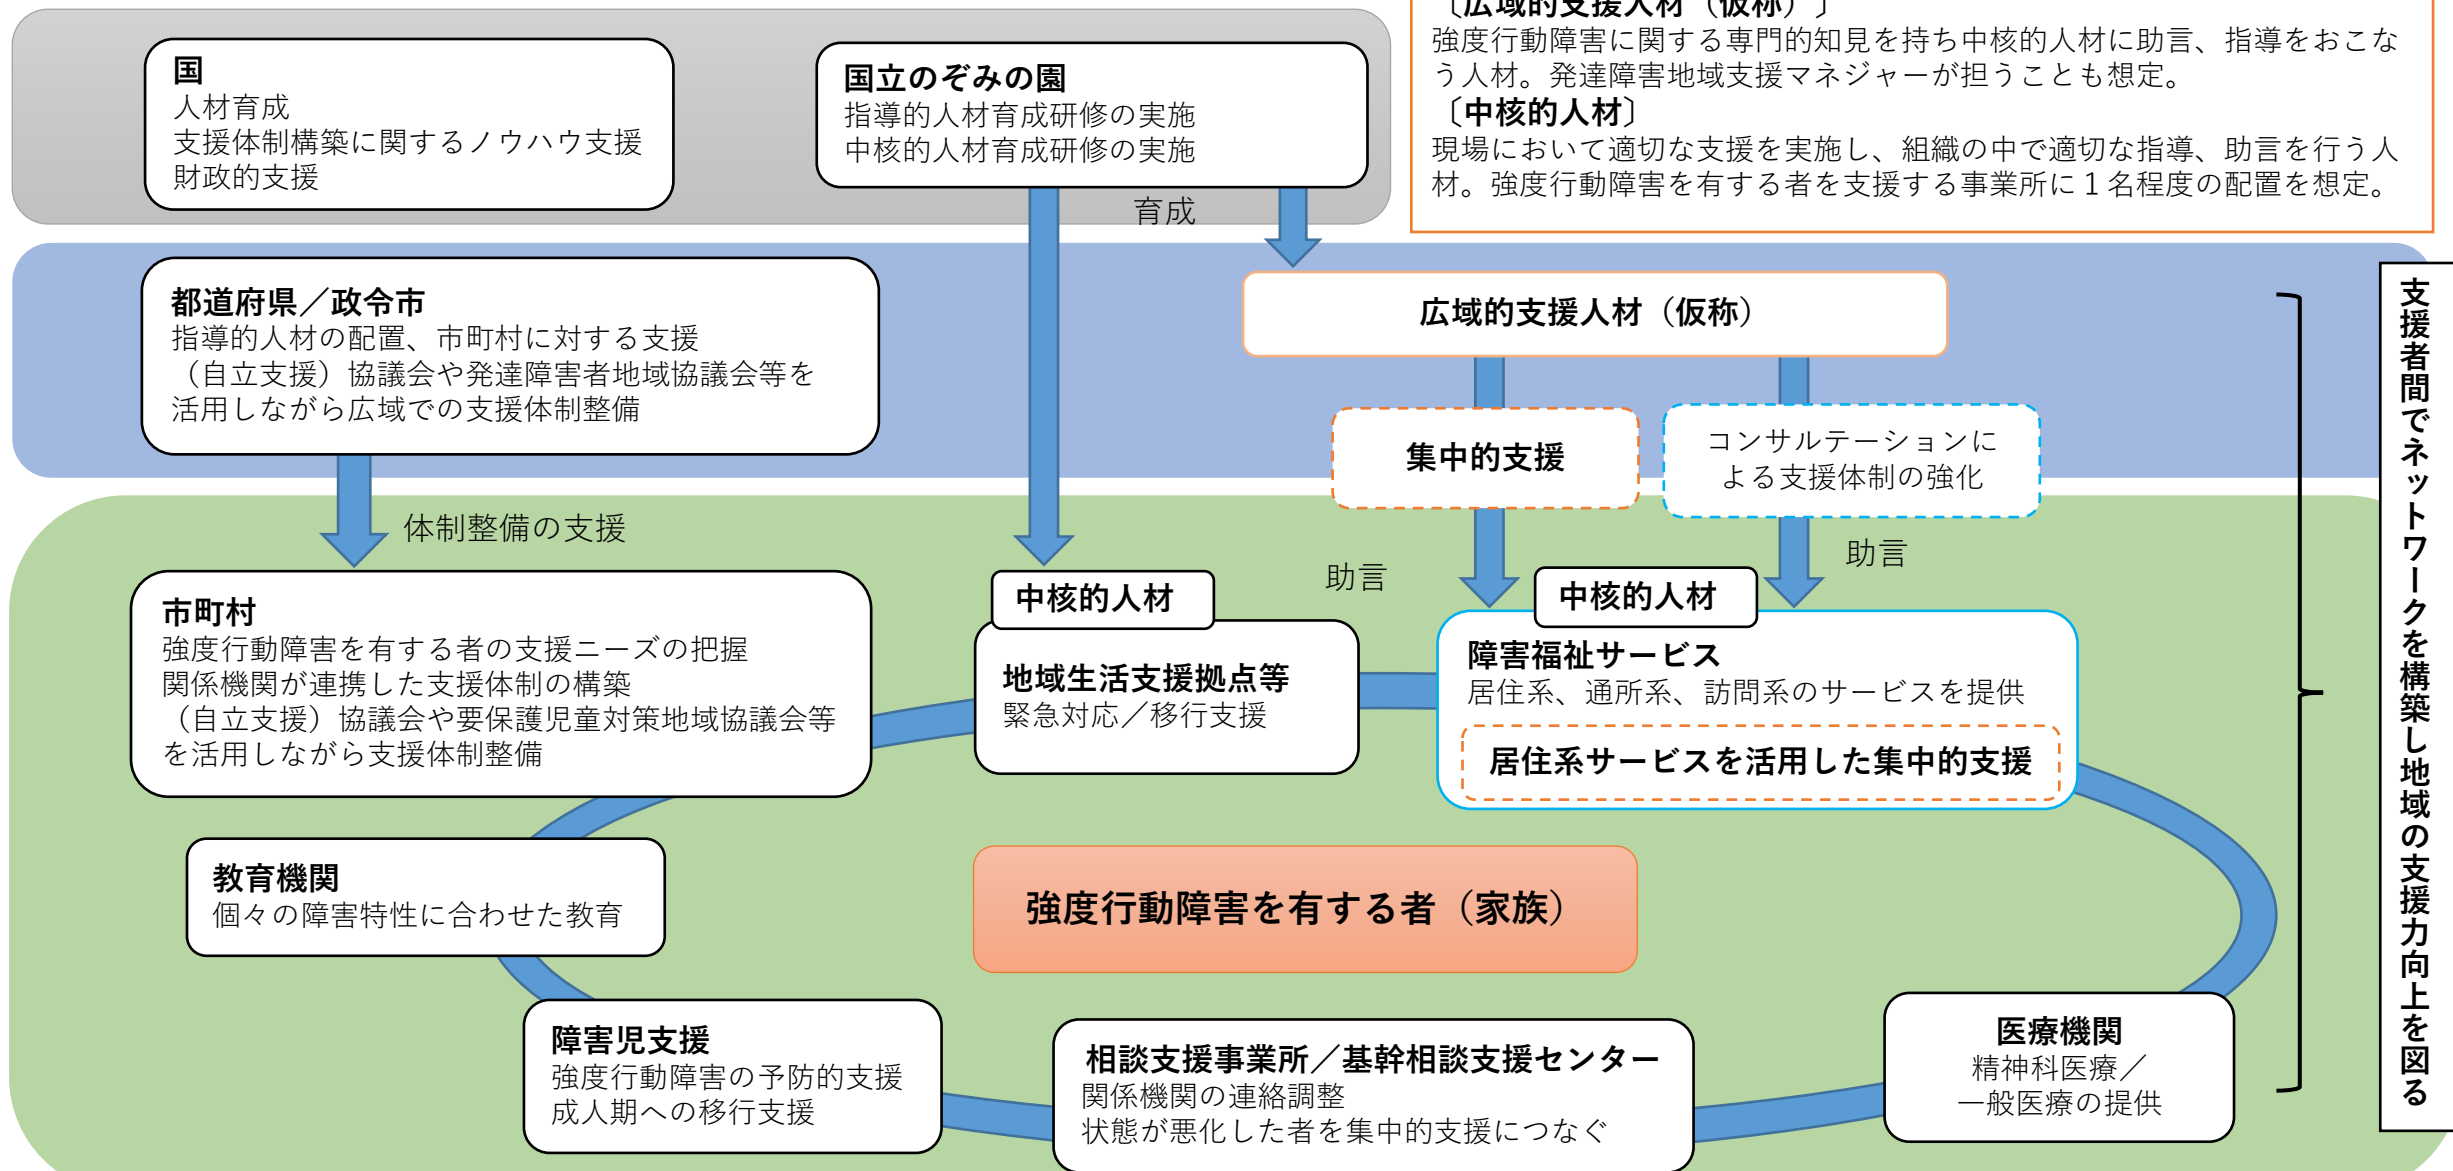 国
人材育成
支援体制構築に関するノウハウ支援
財政的支援
国立のぞみの園
指導的人材育成研修の実施
中核的人材育成研修の実施
〔広域的支援人材（仮称）〕
強度行動障害に関する専門的知見を持ち中核的人材に助言、指導をおこな
う人材。発達障害地域支援マネジャーが担うことも想定。
〔中核的人材〕
現場において適切な支援を実施し、組織の中で適切な指導、助言を行う人
材。強度行動障害を有する者を支援する事業所に１名程度の配置を想定。
育成
都道府県／政令市
指導的人材の配置、市町村に対する支援
（自立支援）協議会や発達障害者地域協議会等を
活用しながら広域での支援体制整備
広域的支援人材（仮称）
集中的支援
コンサルテーションに
よる支援体制の強化
支援者間でネットワークを構築し地域の支援力向上を図る
体制整備の支援
助言
助言
市町村
強度行動障害を有する者の支援ニーズの把握
関係機関が連携した支援体制の構築
（自立支援）協議会や要保護児童対策地域協議会等
を活用しながら支援体制整備
中核的人材
地域生活支援拠点等
緊急対応／移行支援
中核的人材
障害福祉サービス
居住系、通所系、訪問系のサービスを提供
居住系サービスを活用した集中的支援
教育機関
個々の障害特性に合わせた教育
強度行動障害を有する者（家族）
障害児支援
強度行動障害の予防的支援
成人期への移行支援
相談支援事業所／基幹相談支援センター
関係機関の連絡調整
状態が悪化した者を集中的支援につなぐ
医療機関
精神科医療／
一般医療の提供